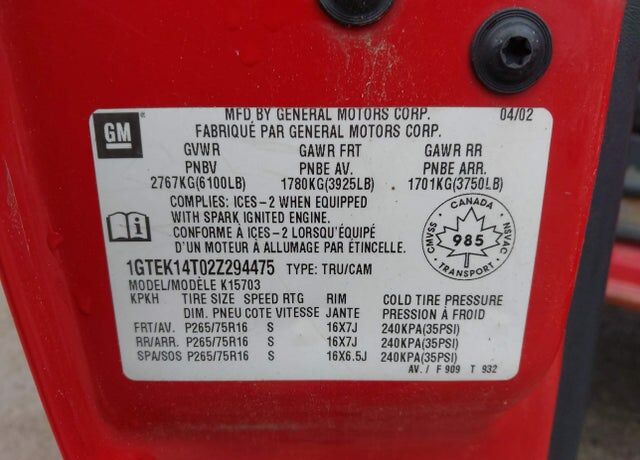 GM
MFD BY GENERAL MOTORS CORP. 04/02
FABRIQUÉ PAR GENERAL MOTORS CORP.
GVWR GAWR FRT GAWR RR
PNBV PNBE AV. PNBE ARR.
2767KG(6100LB) 1780KG(3925LB) 1701KG(3750LB)
COMPLIES: ICES-2 WHEN EQUIPPED
WITH SPARK IGNITED ENGINE.
CONFORME À ICES-2 LORSQU'ÉQUIPÉ
D'UN MOTEUR À ALLUMAGE PAR ÉTINCELLE.
CANADA
CMVSS 985 NSVAC
TRANSPORT
1GTEK14T02Z294475 TYPE: TRU/CAM
MODEL/MODÈLE K15703
KPKH TIRE SIZE SPEED RTG RIM COLD TIRE PRESSURE
DIM. PNEU COTE VITESSE JANTE PRESSION À FROID
FRT/AV. P265/75R16 S 16X7J 240KPA(35PSI)
RR/ARR. P265/75R16 S 16X7J 240KPA(35PSI)
SPA/SOS P265/75R16 S 16X6.5J 240KPA(35PSI)
AV. / F 909 T 932